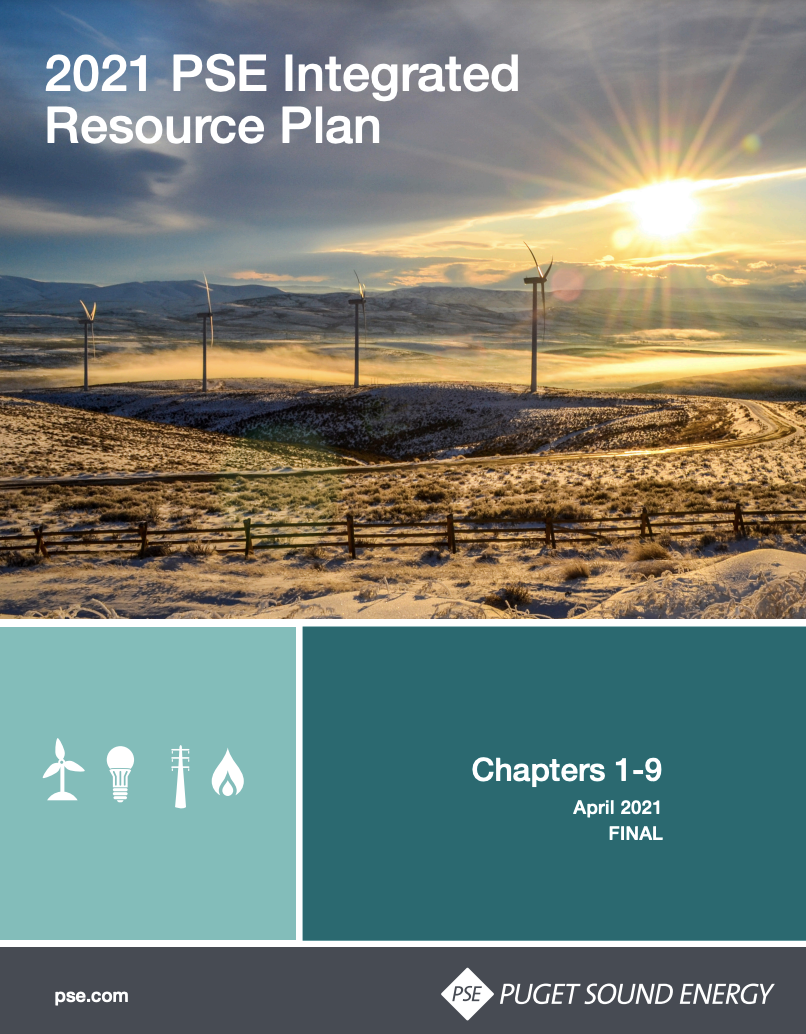 2021 PSE Integrated
Resource Plan
Chapters 1-9
April 2021
FINAL
pse.com
PSE PUGET SOUND ENERGY